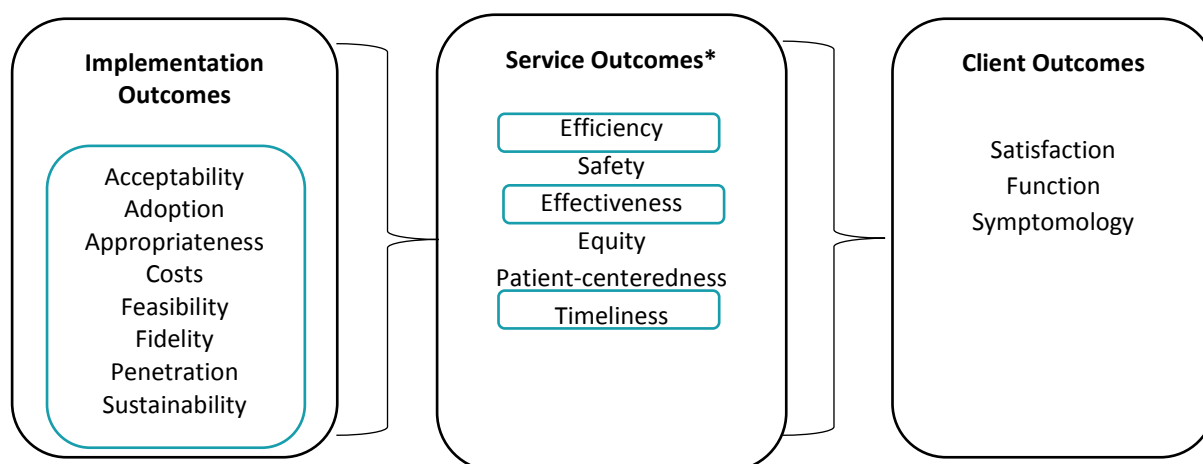 Implementation
Outcomes
Acceptability
Adoption
Appropriateness
Costs
Feasibility
Fidelity
Penetration
Sustainability
Service Outcomes*
Efficiency
Safety
Effectiveness
Equity
Patient-centeredness
Timeliness
Client Outcomes
Satisfaction
Function
Symptomology